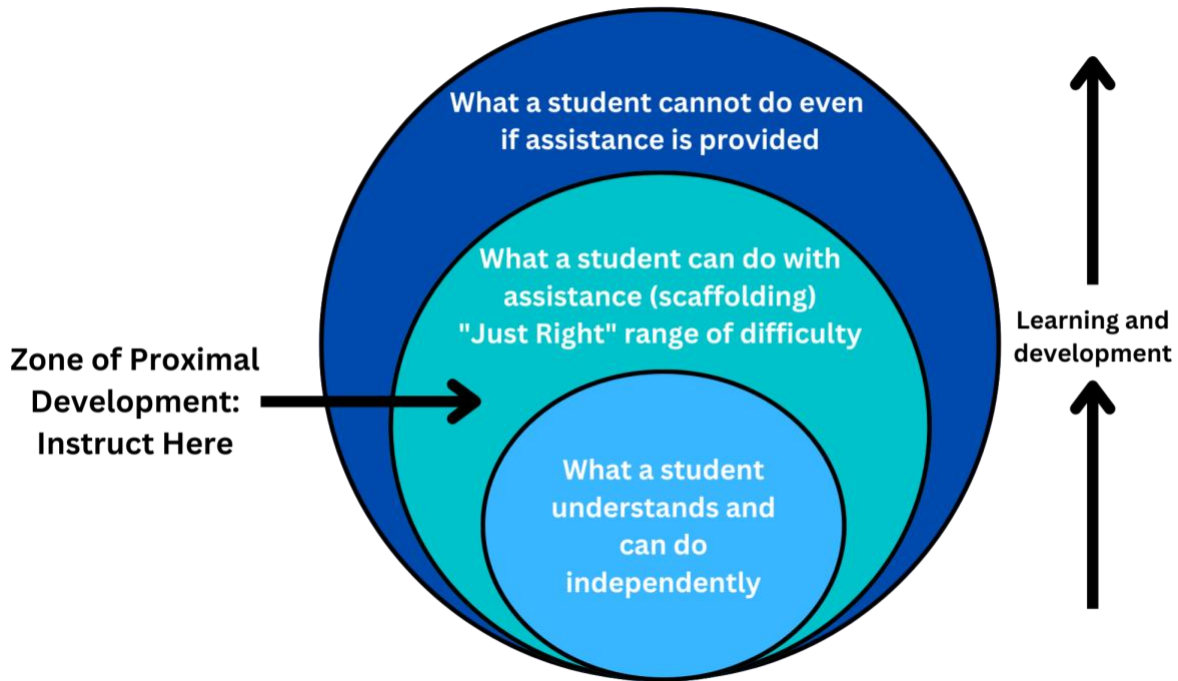 What a student cannot do even
if assistance is provided
What a student can do with
assistance (scaffolding)
"Just Right" range of difficulty
Zone of Proximal
Development:
Instruct Here
What a student
understands and
can do
independently
Learning and
development